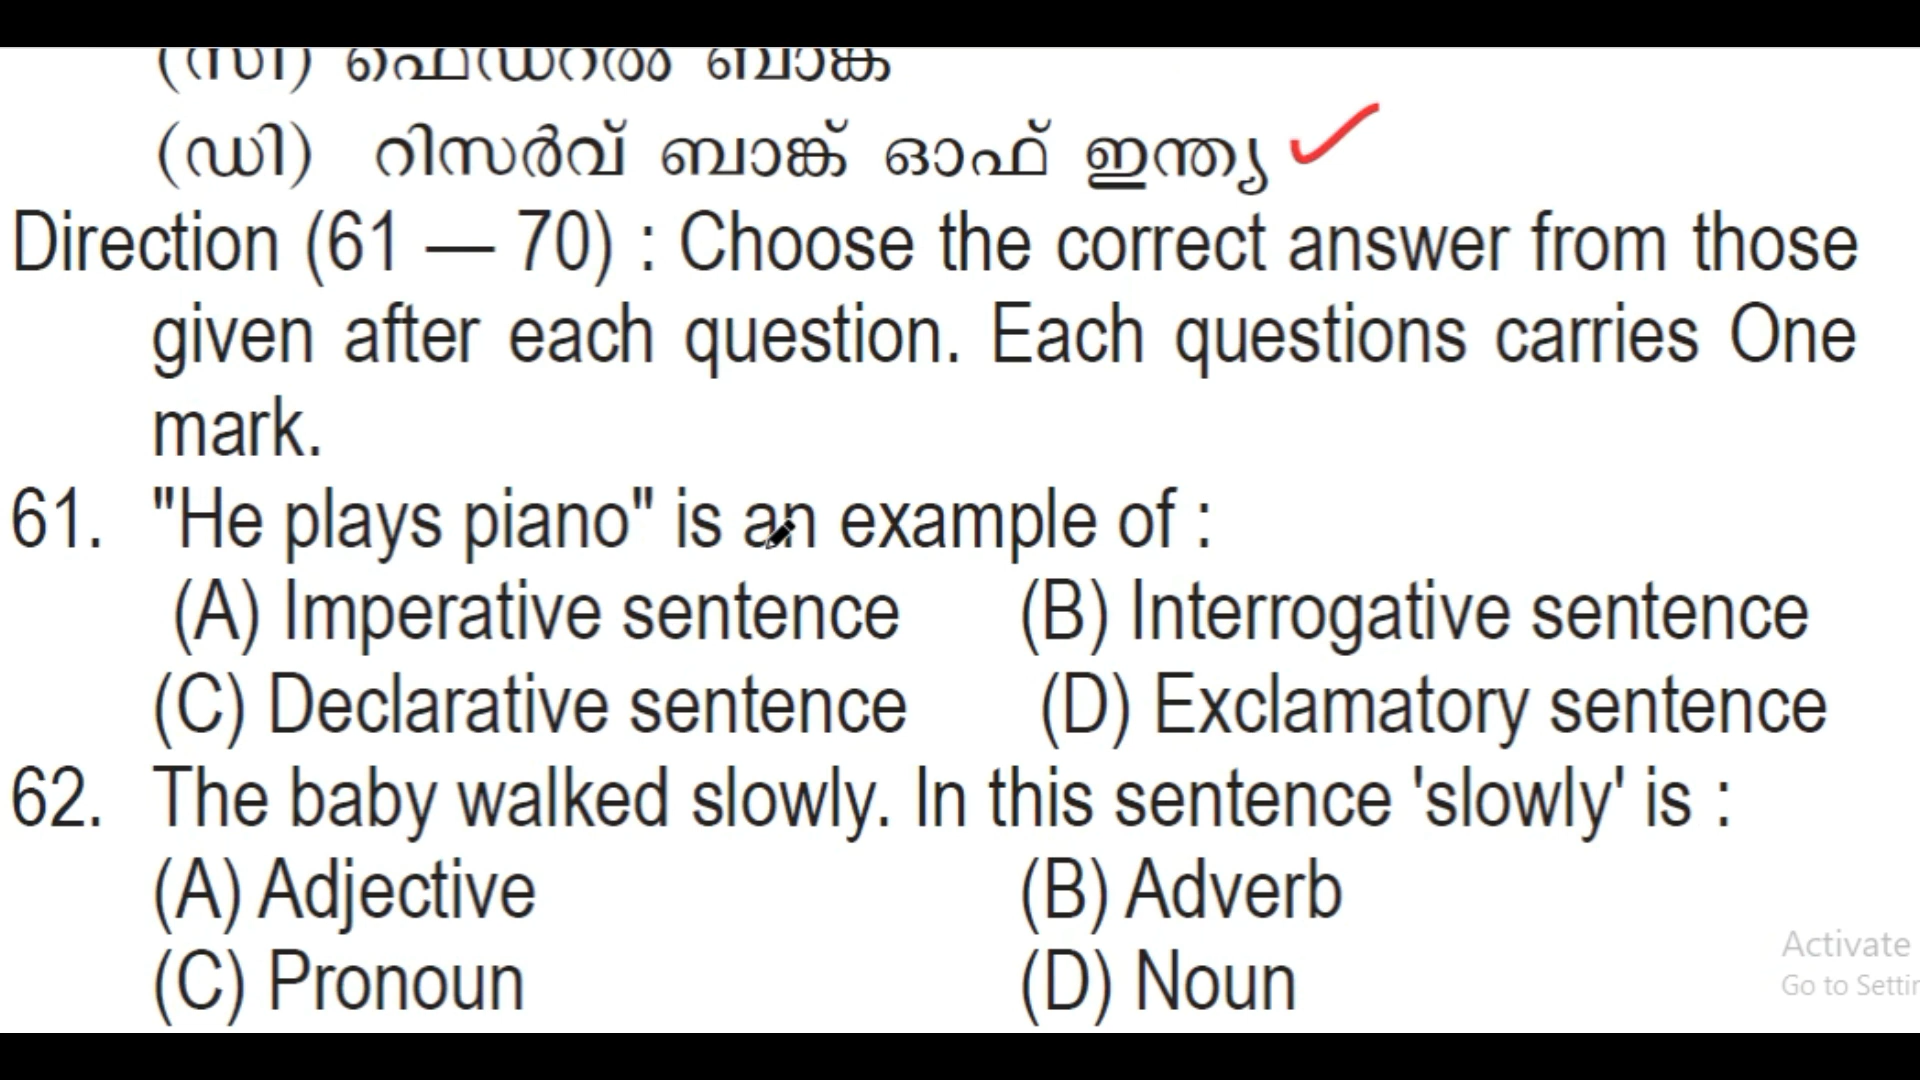 (സി) ഫെഡറൽ ബാങ്ക്
(ഡി) റിസർവ് ബാങ്ക് ഓഫ് ഇന്ത്യ
Direction (61 — 70) : Choose the correct answer from those
given after each question. Each questions carries One
mark.
61. "He plays piano" is an example of :
(A) Imperative sentence (B) Interrogative sentence
(C) Declarative sentence (D) Exclamatory sentence
62. The baby walked slowly. In this sentence 'slowly' is :
(A) Adjective (B) Adverb
(C) Pronoun (D) Noun
Activate
Go to